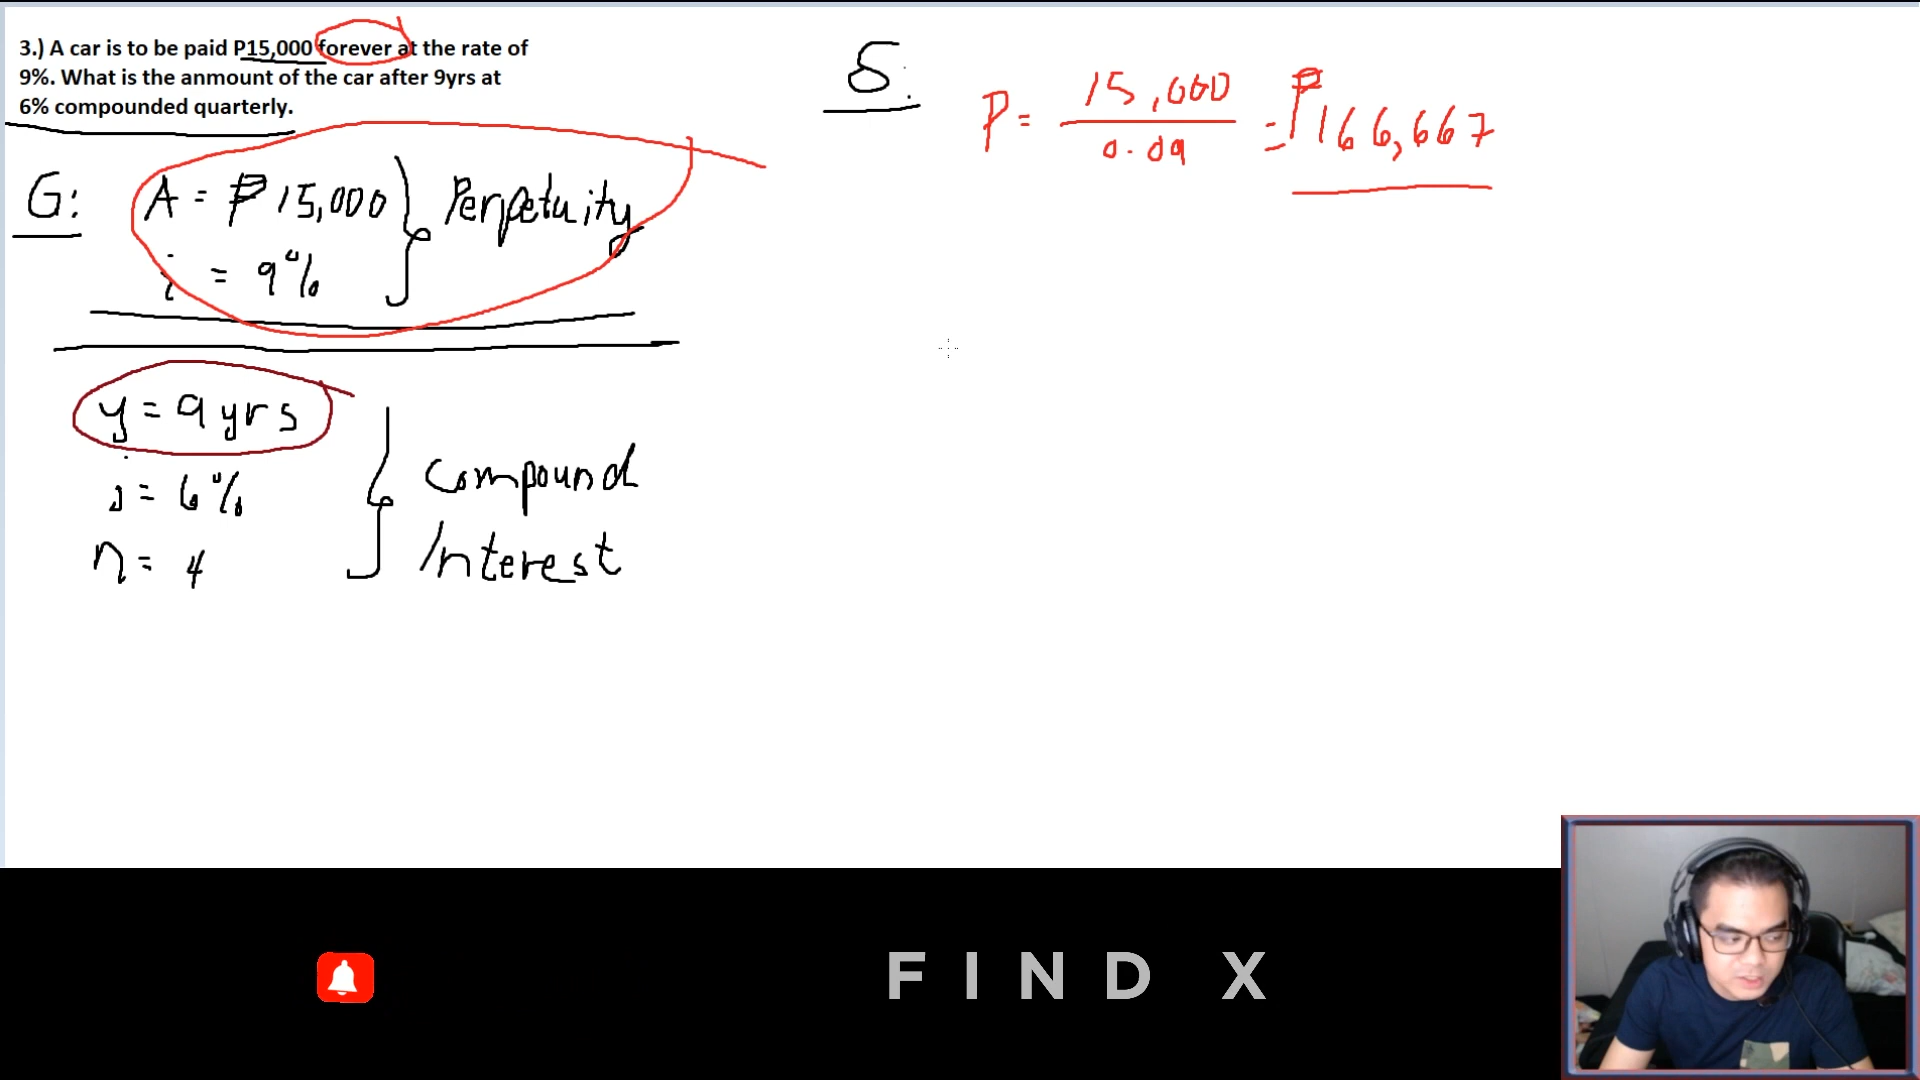 3.) A car is to be paid P15,000 forever at the rate of
9%. What is the anmount of the car after 9yrs at
6% compounded quarterly.
G:
A = ₱15,000
i = 9%
Perpetuity
y = 9 yrs
j = 6%
n = 4
Compound
Interest
S:
P = 15,000 / 0.09 = ₱166,667
FIND X